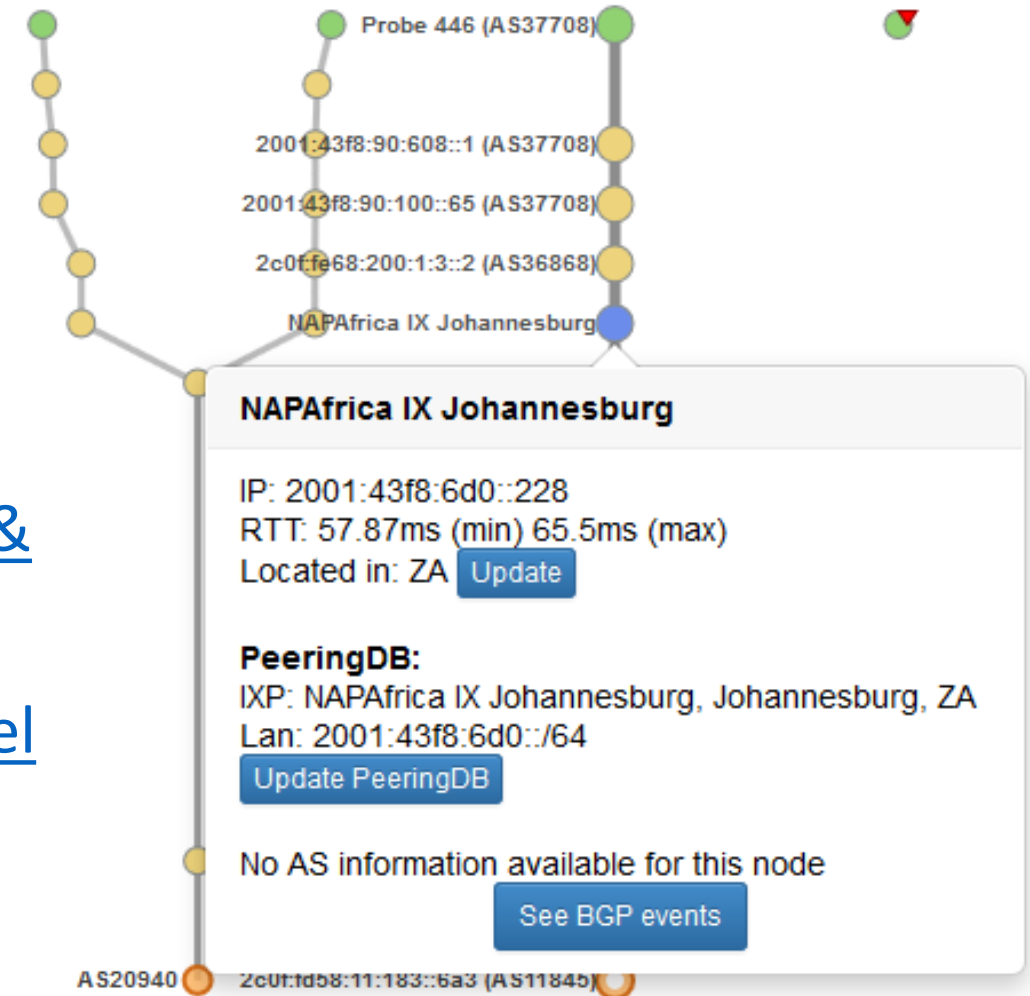 Probe 446 (AS37708)
2001:43f8:90:608::1 (AS37708)
2001:43f8:90:100::65 (AS37708)
2c0f:fe68:200:1:3::2 (AS36868)
NAPAfrica IX Johannesburg
NAPAfrica IX Johannesburg
IP: 2001:43f8:6d0::228
&
RTT: 57.87ms (min) 65.5ms (max)
Located in: ZA Update
PeeringDB:
IXP: NAPAfrica IX Johannesburg, Johannesburg, ZA
el
Lan: 2001:43f8:6d0::/64
Update PeeringDB
No AS information available for this node
See BGP events
AS20940
2c0f:fd58:11:183::6a3 (AS11845)